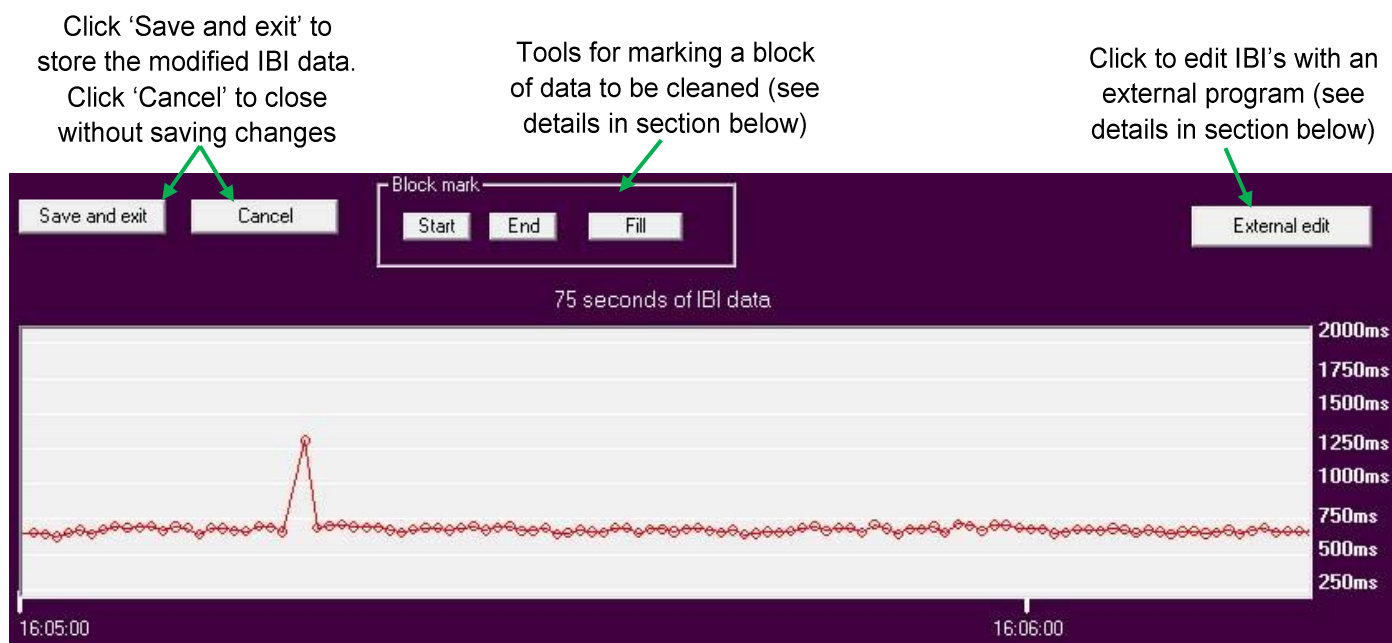 Click ‘Save and exit’ to
store the modified IBI data.
Click ‘Cancel’ to close
without saving changes
Tools for marking a block
of data to be cleaned (see
details in section below)
Click to edit IBI’s with an
external program (see
details in section below)
Save and exit
Cancel
Block mark
Start
End
Fill
External edit
75 seconds of IBI data
2000ms
1750ms
1500ms
1250ms
1000ms
750ms
500ms
250ms
16:05:00
16:06:00